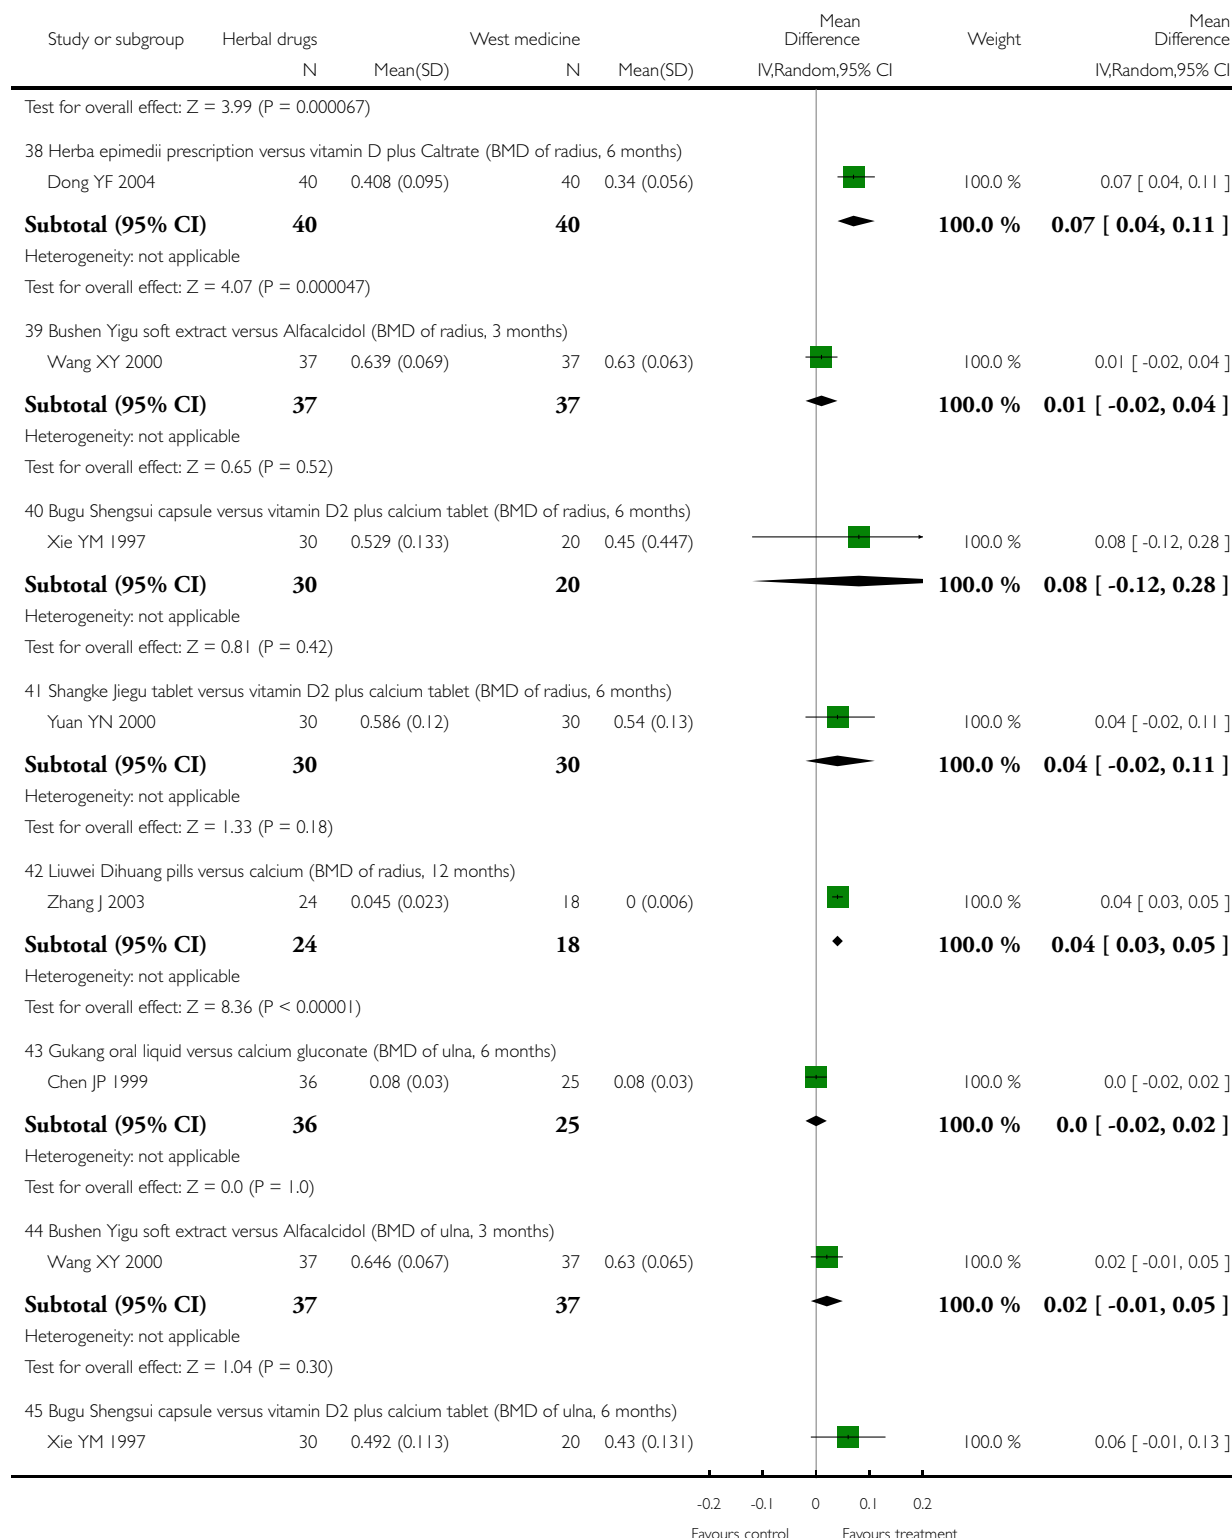 Study or subgroup Herbal drugs West medicine Mean Difference Weight Mean Difference
N Mean(SD) N Mean(SD) IV,Random,95% CI IV,Random,95% CI
Test for overall effect: Z = 3.99 (P = 0.000067)
38 Herba epimedii prescription versus vitamin D plus Caltrate (BMD of radius, 6 months)
Dong YF 2004 40 0.408 (0.095) 40 0.34 (0.056) 100.0 % 0.07 [ 0.04, 0.11 ]
Subtotal (95% CI) 40 40 100.0 % 0.07 [ 0.04, 0.11 ]
Heterogeneity: not applicable
Test for overall effect: Z = 4.07 (P = 0.000047)
39 Bushen Yigu soft extract versus Alfacalcidol (BMD of radius, 3 months)
Wang XY 2000 37 0.639 (0.069) 37 0.63 (0.063) 100.0 % 0.01 [ -0.02, 0.04 ]
Subtotal (95% CI) 37 37 100.0 % 0.01 [ -0.02, 0.04 ]
Heterogeneity: not applicable
Test for overall effect: Z = 0.65 (P = 0.52)
40 Bugu Shengsui capsule versus vitamin D2 plus calcium tablet (BMD of radius, 6 months)
Xie YM 1997 30 0.529 (0.133) 20 0.45 (0.447) 100.0 % 0.08 [ -0.12, 0.28 ]
Subtotal (95% CI) 30 20 100.0 % 0.08 [ -0.12, 0.28 ]
Heterogeneity: not applicable
Test for overall effect: Z = 0.81 (P = 0.42)
41 Shangke Jiegu tablet versus vitamin D2 plus calcium tablet (BMD of radius, 6 months)
Yuan YN 2000 30 0.586 (0.12) 30 0.54 (0.13) 100.0 % 0.04 [ -0.02, 0.11 ]
Subtotal (95% CI) 30 30 100.0 % 0.04 [ -0.02, 0.11 ]
Heterogeneity: not applicable
Test for overall effect: Z = 1.33 (P = 0.18)
42 Liuwei Dihuang pills versus calcium (BMD of radius, 12 months)
Zhang J 2003 24 0.045 (0.023) 18 0 (0.006) 100.0 % 0.04 [ 0.03, 0.05 ]
Subtotal (95% CI) 24 18 100.0 % 0.04 [ 0.03, 0.05 ]
Heterogeneity: not applicable
Test for overall effect: Z = 8.36 (P < 0.00001)
43 Gukang oral liquid versus calcium gluconate (BMD of ulna, 6 months)
Chen JP 1999 36 0.08 (0.03) 25 0.08 (0.03) 100.0 % 0.0 [ -0.02, 0.02 ]
Subtotal (95% CI) 36 25 100.0 % 0.0 [ -0.02, 0.02 ]
Heterogeneity: not applicable
Test for overall effect: Z = 0.0 (P = 1.0)
44 Bushen Yigu soft extract versus Alfacalcidol (BMD of ulna, 3 months)
Wang XY 2000 37 0.646 (0.067) 37 0.63 (0.065) 100.0 % 0.02 [ -0.01, 0.05 ]
Subtotal (95% CI) 37 37 100.0 % 0.02 [ -0.01, 0.05 ]
Heterogeneity: not applicable
Test for overall effect: Z = 1.04 (P = 0.30)
45 Bugu Shengsui capsule versus vitamin D2 plus calcium tablet (BMD of ulna, 6 months)
Xie YM 1997 30 0.492 (0.113) 20 0.43 (0.131) 100.0 % 0.06 [ -0.01, 0.13 ]
-0.2 -0.1 0 0.1 0.2
Favours control Favours treatment